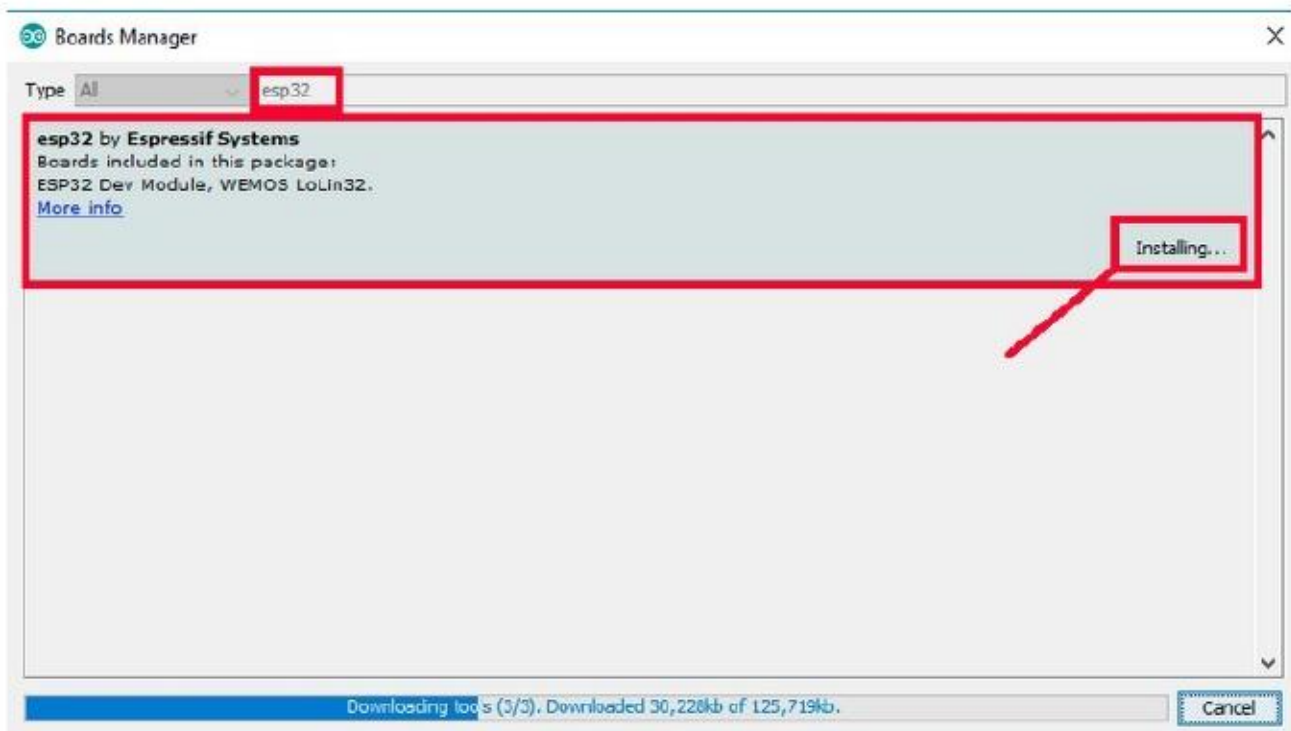 Boards Manager
Type All esp32
esp32 by Espressif Systems
Boards included in this package:
ESP32 Dev Module, WEMOS LoLin32.
More info
Installing...
Downloading tools (3/3). Downloaded 30,228kb of 125,719kb.
Cancel